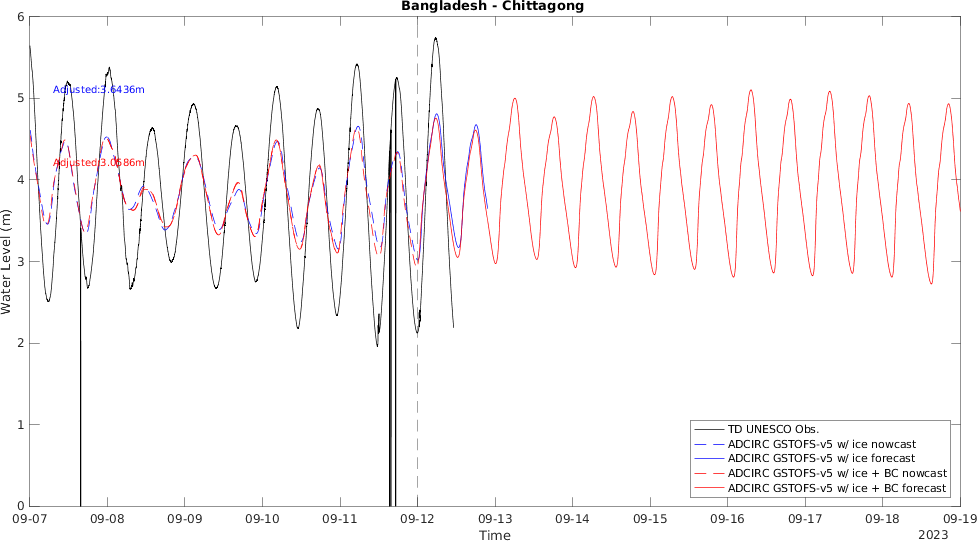 Bangladesh - Chittagong
6
5
4
3
2
1
0
Water Level (m)
Adjusted:3.6436m
Adjusted:3.0586m
TD UNESCO Obs.
ADCIRC GSTOFS-v5 w/ ice nowcast
ADCIRC GSTOFS-v5 w/ ice forecast
ADCIRC GSTOFS-v5 w/ ice + BC nowcast
ADCIRC GSTOFS-v5 w/ ice + BC forecast
09-07 09-08 09-09 09-10 09-11 09-12 09-13 09-14 09-15 09-16 09-17 09-18 09-19
Time
2023